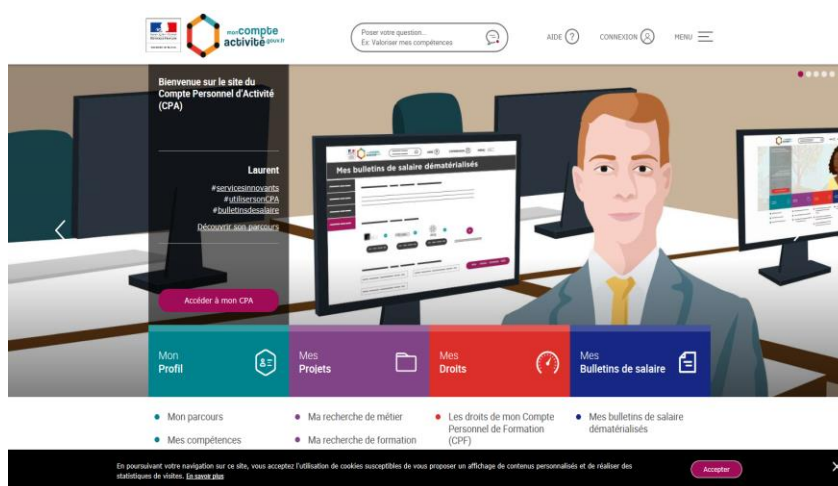 moncompte
activité.gouv.fr
Poser votre question...
Ex: Valoriser mes compétences
AIDE ?
CONNEXION
MENU
Bienvenue sur le site du
Compte Personnel d'Activité
(CPA)
Laurent
#servicesinnovants
#utilisersonCPA
#bulletinsdesalaire
Découvrir son parcours
Accéder à mon CPA
Mes bulletins de salaire dématérialisés
Mon
Profil
Mes
Projets
Mes
Droits
Mes
Bulletins de salaire
Mon parcours
Mes compétences
Ma recherche de métier
Ma recherche de formation
Les droits de mon Compte
Personnel de Formation
(CPF)
Mes bulletins de salaire
dématérialisés
En poursuivant votre navigation sur ce site, vous acceptez l'utilisation de cookies susceptibles de vous proposer un affichage de contenus personnalisés et de réaliser des
statistiques de visites. En savoir plus
Accepter